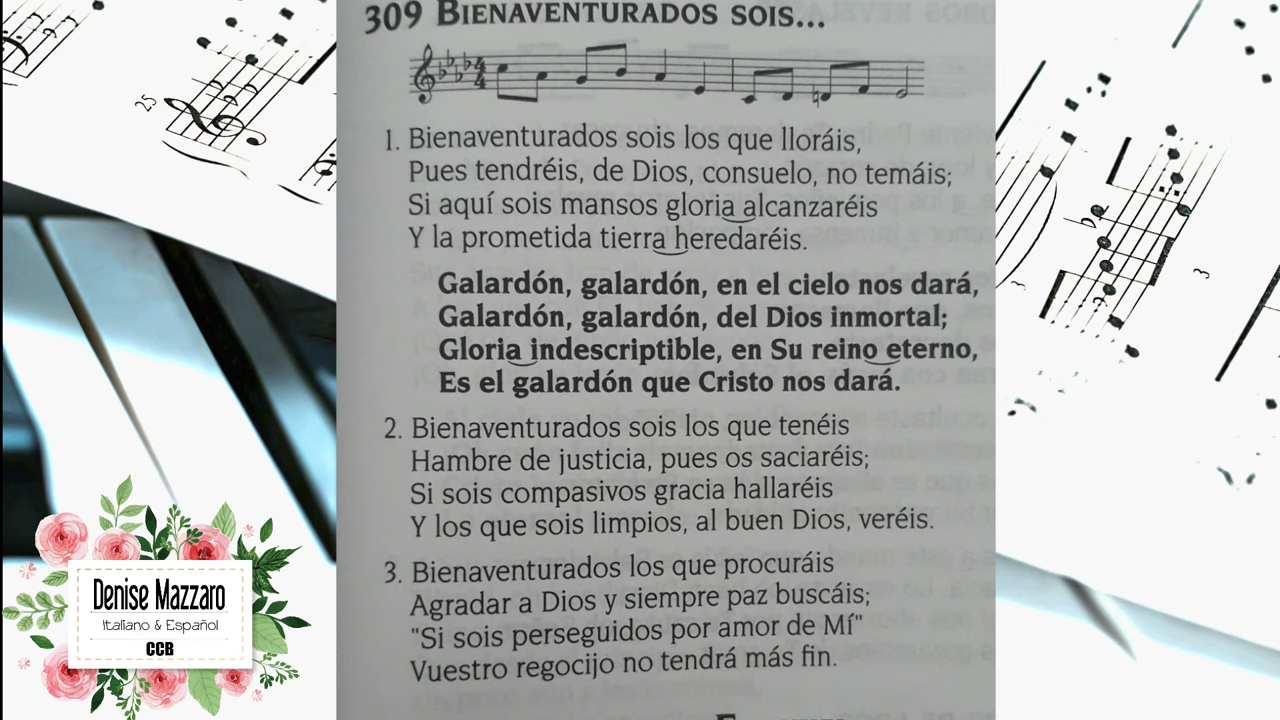 309 BIENAVENTURADOS SOIS...
4
4
1. Bienaventurados sois los que lloráis,
Pues tendréis, de Dios, consuelo, no temáis;
Si aquí sois mansos gloria alcanzaréis
Y la prometida tierra heredaréis.
Galardón, galardón, en el cielo nos dará,
Galardón, galardón, del Dios inmortal;
Gloria indescriptible, en Su reino eterno,
Es el galardón que Cristo nos dará.
2. Bienaventurados sois los que tenéis
Hambre de justicia, pues os saciaréis;
Si sois compasivos gracia hallaréis
Y los que sois limpios, al buen Dios, veréis.
3. Bienaventurados los que procuráis
Agradar a Dios y siempre paz buscáis;
"Si sois perseguidos por amor de Mí"
Vuestro regocijo no tendrá más fin.
Denise Mazzaro
Italiano & Español
CCB
25
3
3